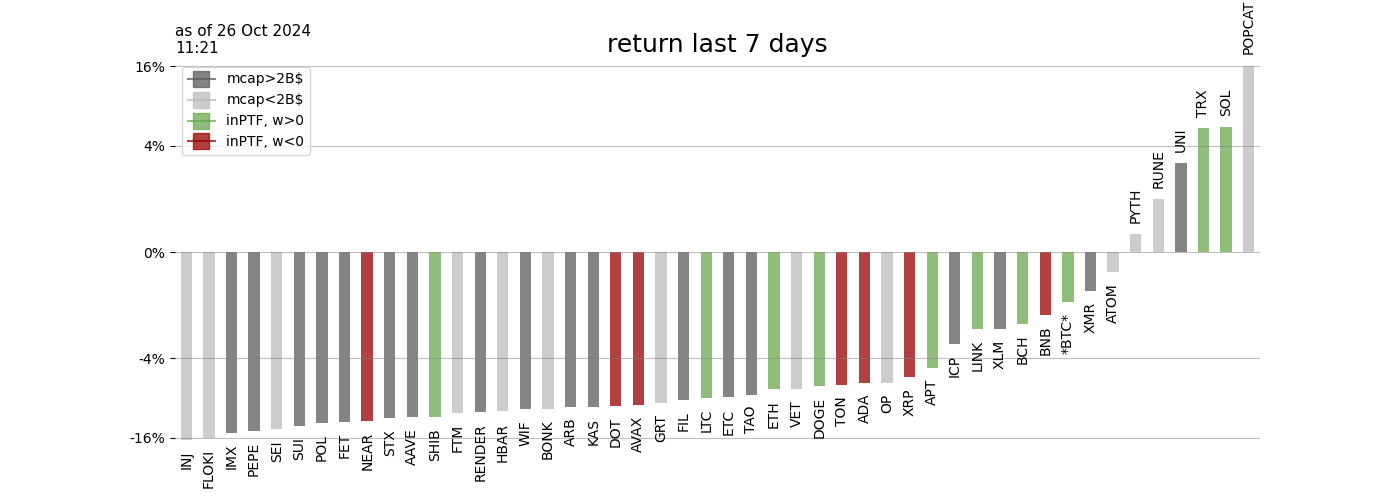 as of 26 Oct 2024
11:21
return last 7 days
16%
4%
0%
-4%
-16%
mcap>2B$
mcap<2B$
inPTF, w>0
inPTF, w<0
INJ
FLOKI
IMX
PEPE
SEI
SUI
POL
FET
NEAR
STX
AAVE
SHIB
FTM
RENDER
HBAR
WIF
BONK
ARB
KAS
DOT
AVAX
GRT
FIL
LTC
ETC
TAO
ETH
VET
DOGE
TON
ADA
OP
XRP
APT
ICP
LINK
XLM
BCH
BNB
*BTC*
XMR
ATOM
PYTH
RUNE
UNI
TRX
SOL
POPCAT